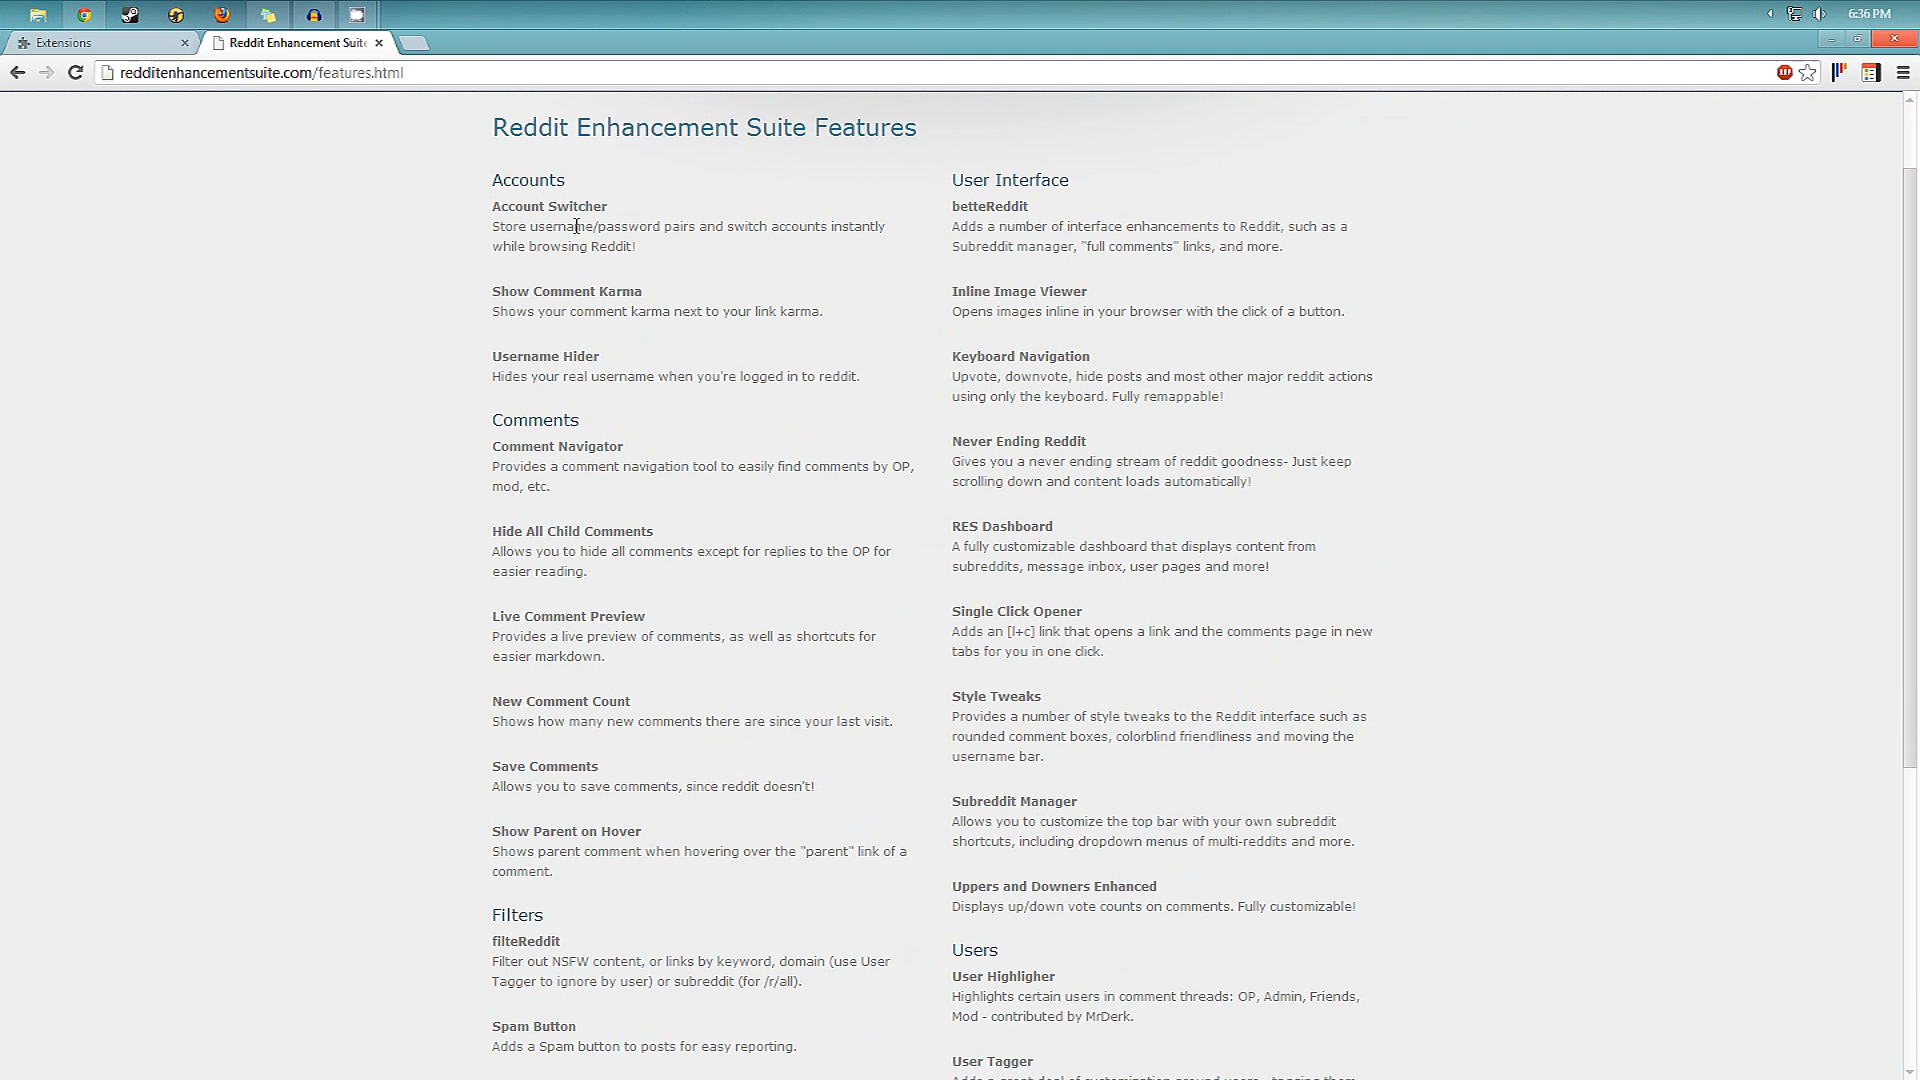 6:36 PM
Extensions
Reddit Enhancement Suite
redditenhancementsuite.com/features.html
Reddit Enhancement Suite Features
Accounts
Account Switcher
Store username/password pairs and switch accounts instantly
while browsing Reddit!
Show Comment Karma
Shows your comment karma next to your link karma.
Username Hider
Hides your real username when you're logged in to reddit.
Comments
Comment Navigator
Provides a comment navigation tool to easily find comments by OP,
mod, etc.
Hide All Child Comments
Allows you to hide all comments except for replies to the OP for
easier reading.
Live Comment Preview
Provides a live preview of comments, as well as shortcuts for
easier markdown.
New Comment Count
Shows how many new comments there are since your last visit.
Save Comments
Allows you to save comments, since reddit doesn't!
Show Parent on Hover
Shows parent comment when hovering over the "parent" link of a
comment.
Filters
filteReddit
Filter out NSFW content, or links by keyword, domain (use User
Tagger to ignore by user) or subreddit (for /r/all).
Spam Button
Adds a Spam button to posts for easy reporting.
User Interface
betteReddit
Adds a number of interface enhancements to Reddit, such as a
Subreddit manager, "full comments" links, and more.
Inline Image Viewer
Opens images inline in your browser with the click of a button.
Keyboard Navigation
Upvote, downvote, hide posts and most other major reddit actions
using only the keyboard. Fully remappable!
Never Ending Reddit
Gives you a never ending stream of reddit goodness- Just keep
scrolling down and content loads automatically!
RES Dashboard
A fully customizable dashboard that displays content from
subreddits, message inbox, user pages and more!
Single Click Opener
Adds an [l+c] link that opens a link and the comments page in new
tabs for you in one click.
Style Tweaks
Provides a number of style tweaks to the Reddit interface such as
rounded comment boxes, colorblind friendliness and moving the
username bar.
Subreddit Manager
Allows you to customize the top bar with your own subreddit
shortcuts, including dropdown menus of multi-reddits and more.
Uppers and Downers Enhanced
Displays up/down vote counts on comments. Fully customizable!
Users
User Highligher
Highlights certain users in comment threads: OP, Admin, Friends,
Mod - contributed by MrDerk.
User Tagger